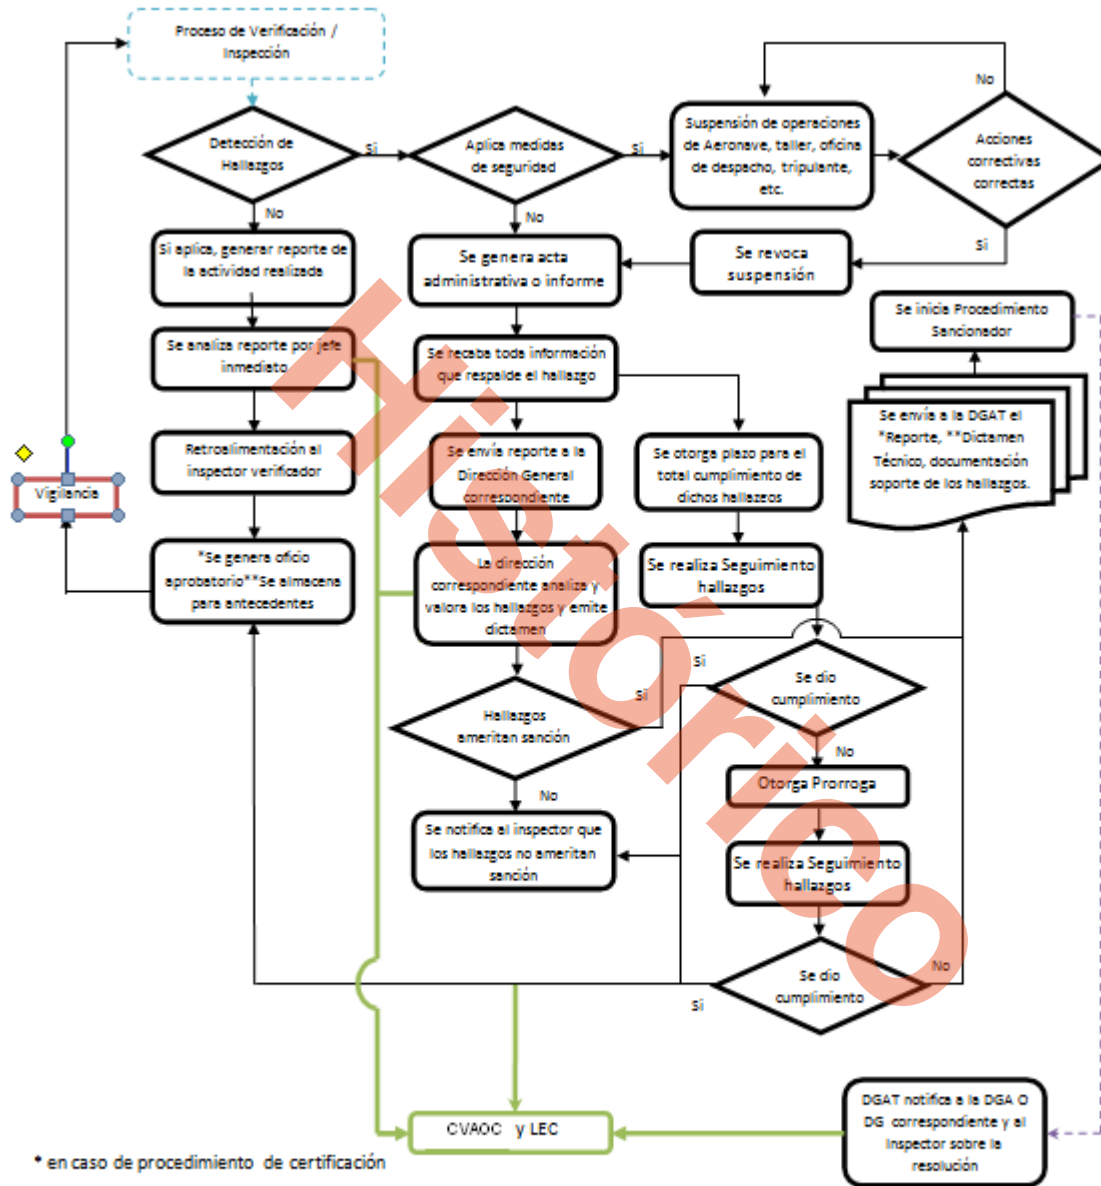 Proceso de Verificación /
Inspección
Detección de
Hallazgos
Si
Aplica medidas
de seguridad
Si
Suspensión de operaciones
de Aeronave, taller, oficina
de despacho, tripulante,
etc.
No
Acciones
correctivas
correctas
No
No
Si
Si aplica, generar reporte de
la actividad realizada
Se genera acta
administrativa o informe
Se revoca
suspensión
Se inicia Procedimiento
Sancionador
Se analiza reporte por jefe
inmediato
Se recaba toda información
que respalde el hallazgo
Se envía a la DGAT el
*Reporte, **Dictamen
Técnico, documentación
soporte de los hallazgos.
Retroalimentación al
inspector verificador
Se envía reporte a la
Dirección General
correspondiente
Se otorga plazo para el
total cumplimiento de
dichos hallazgos
Vigilancia
*Se genera oficio
aprobatorio**Se almacena
para antecedentes
La dirección
correspondiente analiza y
valora los hallazgos y emite
dictamen
Se realiza Seguimiento
hallazgos
Si
Si
Se dio
cumplimiento
Hallazgos
ameritan sanción
No
No
Otorga Prorroga
Se notifica al inspector que
los hallazgos no ameritan
sanción
Se realiza Seguimiento
hallazgos
Se dio
cumplimiento
No
Si
CVAOC y LEC
DGAT notifica a la DGA O
DG correspondiente y al
Inspector sobre la
resolución
* en caso de procedimiento de certificación
Histórico